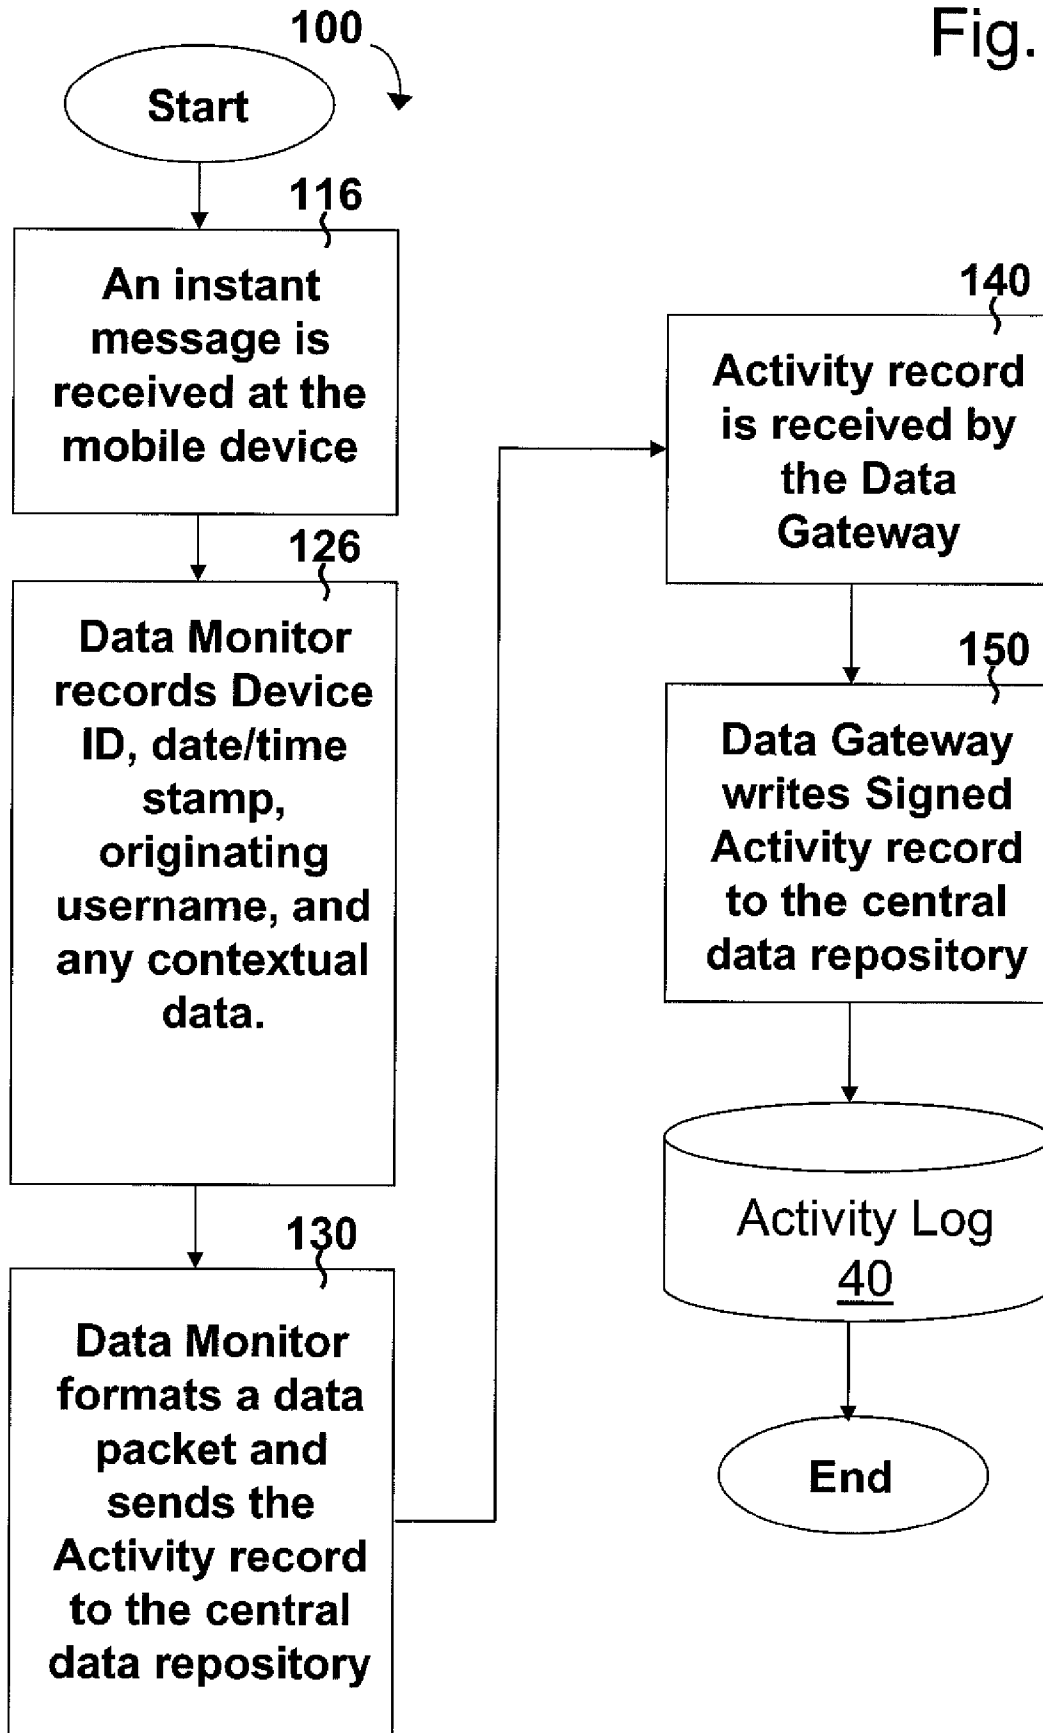 Fig.
100
Start
116
An instant
message is
received at the
mobile device
126
Data Monitor
records Device
ID, date/time
stamp,
originating
username, and
any contextual
data.
130
Data Monitor
formats a data
packet and
sends the
Activity record
to the central
data repository
140
Activity record
is received by
the Data
Gateway
150
Data Gateway
writes Signed
Activity record
to the central
data repository
Activity Log
40
End